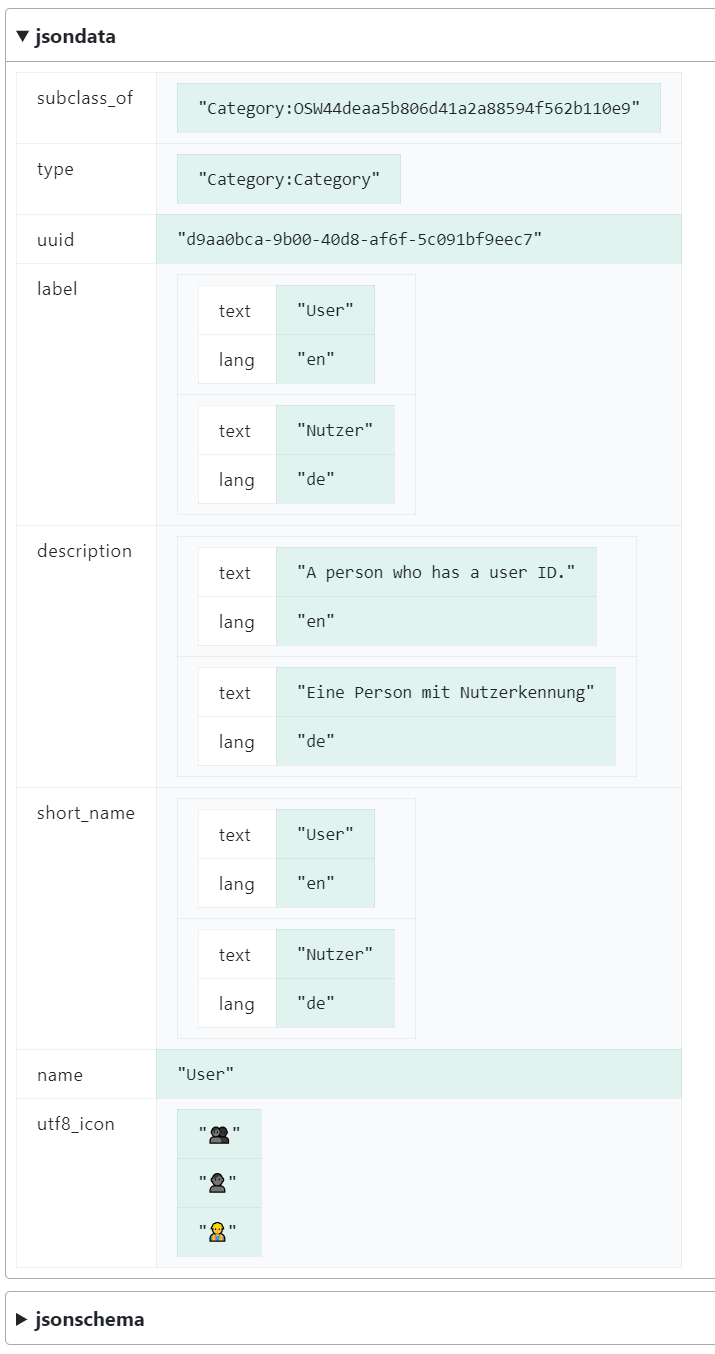 ▼ jsondata
subclass_of "Category:OSW44deaa5b806d41a2a88594f562b110e9"
type "Category:Category"
uuid "d9aa0bca-9b00-40d8-af6f-5c091bf9eec7"
label
text "User"
lang "en"
text "Nutzer"
lang "de"
description
text "A person who has a user ID."
lang "en"
text "Eine Person mit Nutzerkennung"
lang "de"
short_name
text "User"
lang "en"
text "Nutzer"
lang "de"
name "User"
utf8_icon "👥"
"👤"
"🧑‍💼"
▶ jsonschema